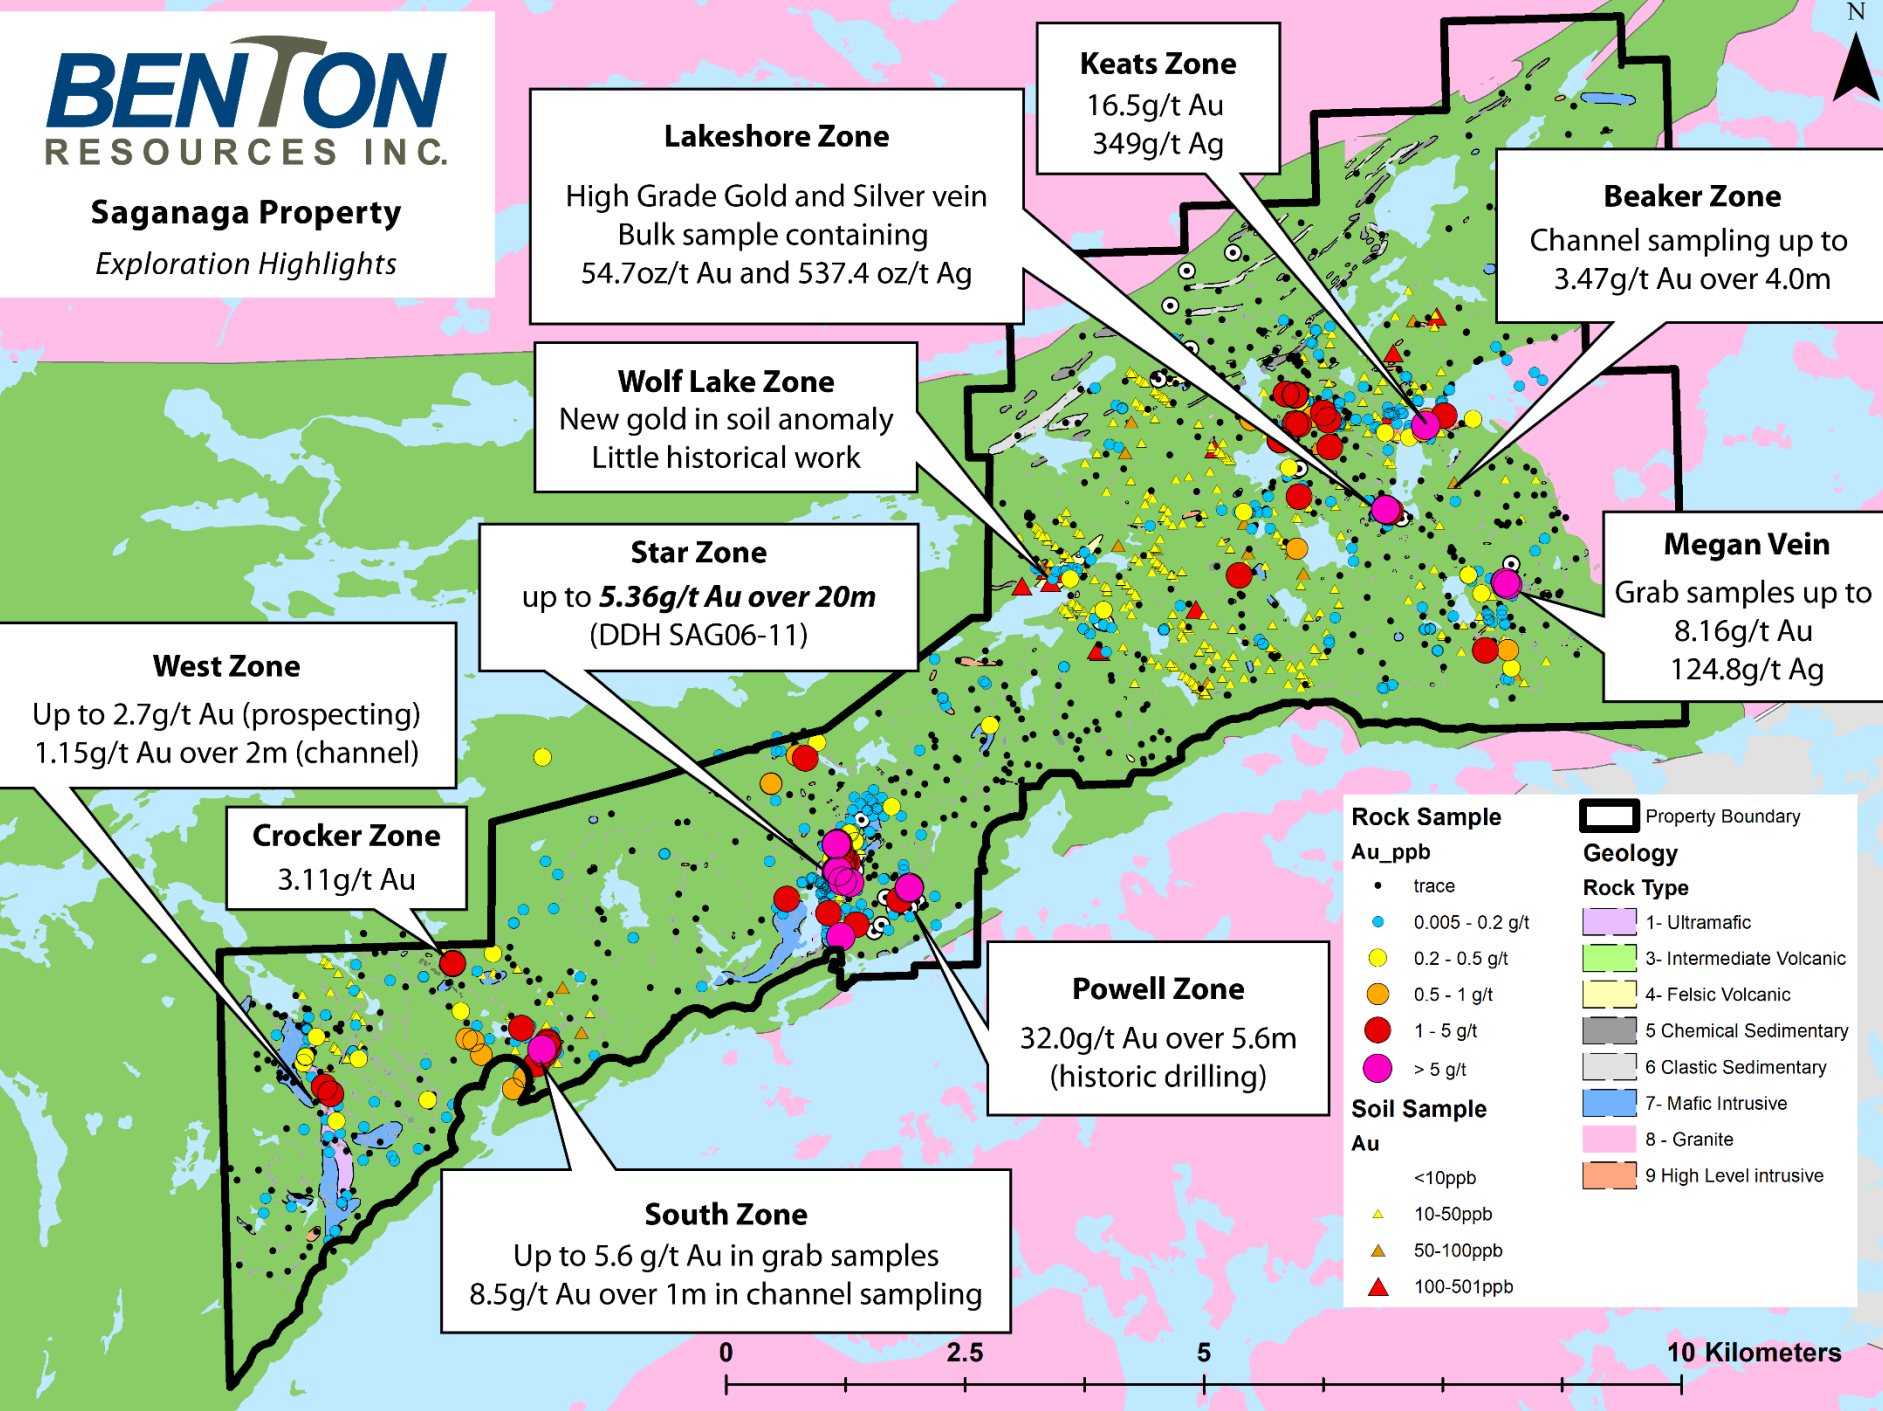 BENTON
RESOURCES INC.
Saganaga Property
Exploration Highlights
Lakeshore Zone
High Grade Gold and Silver vein
Bulk sample containing
54.7oz/t Au and 537.4 oz/t Ag
Keats Zone
16.5g/t Au
349g/t Ag
N
Beaker Zone
Channel sampling up to
3.47g/t Au over 4.0m
Wolf Lake Zone
New gold in soil anomaly
Little historical work
Star Zone
up to 5.36g/t Au over 20m
(DDH SAG06-11)
Megan Vein
Grab samples up to
8.16g/t Au
124.8g/t Ag
West Zone
Up to 2.7g/t Au (prospecting)
1.15g/t Au over 2m (channel)
Crocker Zone
3.11g/t Au
Powell Zone
32.0g/t Au over 5.6m
(historic drilling)
South Zone
Up to 5.6 g/t Au in grab samples
8.5g/t Au over 1m in channel sampling
Rock Sample
Au_ppb
trace
0.005 - 0.2 g/t
0.2 - 0.5 g/t
0.5 - 1 g/t
1 - 5 g/t
> 5 g/t
Soil Sample
Au
<10ppb
10-50ppb
50-100ppb
100-501ppb
Property Boundary
Geology
Rock Type
1- Ultramafic
3- Intermediate Volcanic
4- Felsic Volcanic
5 Chemical Sedimentary
6 Clastic Sedimentary
7- Mafic Intrusive
8 - Granite
9 High Level intrusive
0 2.5 5 10 Kilometers